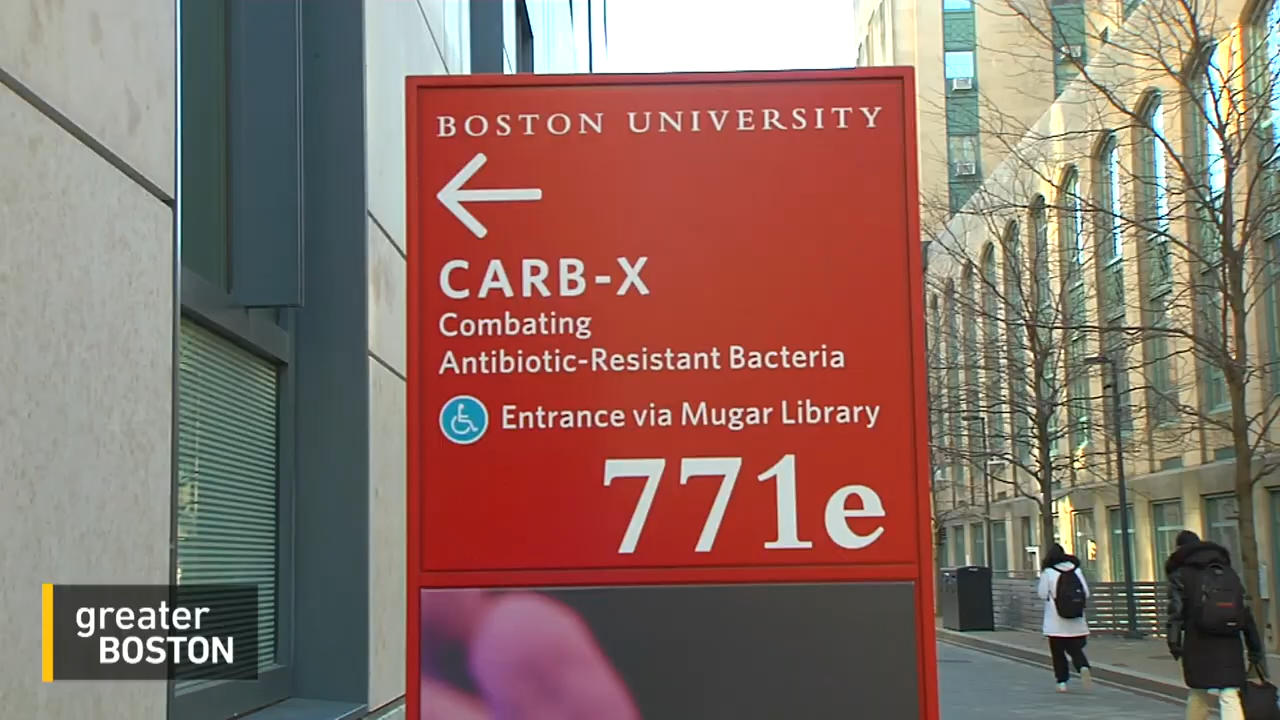 BOSTON UNIVERSITY
CARB-X
Combating
Antibiotic-Resistant Bacteria
Entrance via Mugar Library
771e
greater
BOSTON